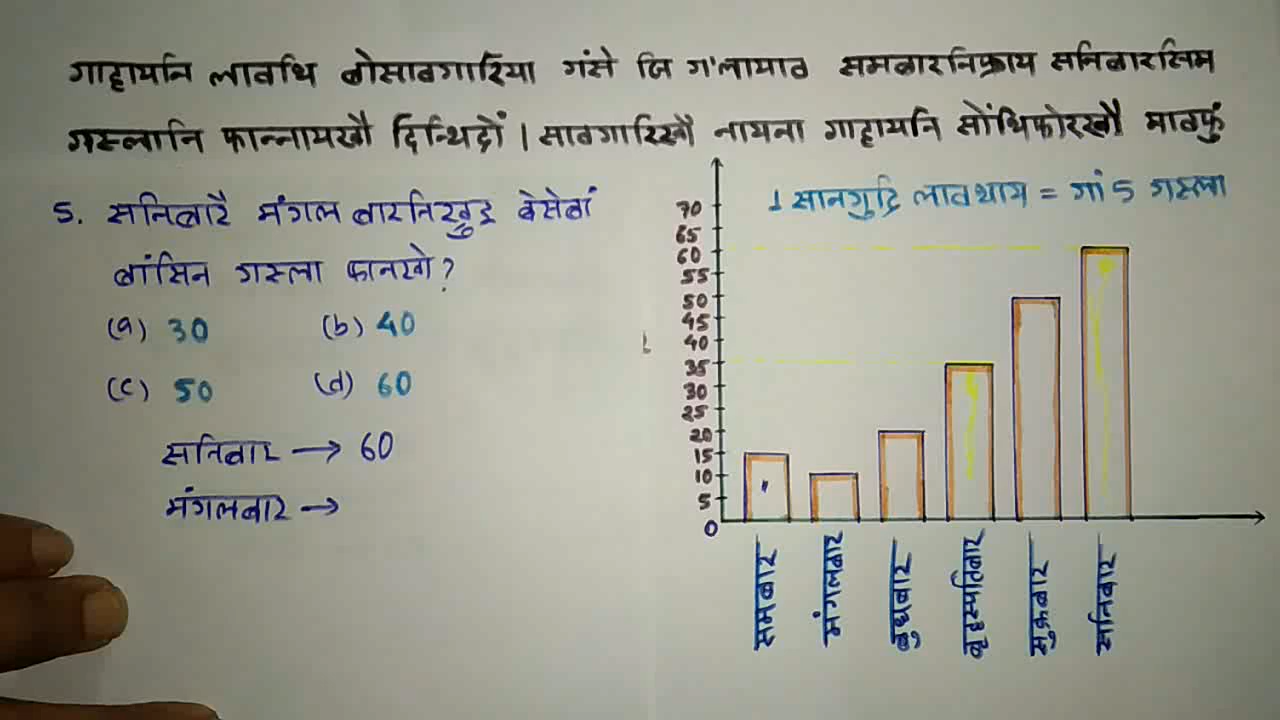 गाहायनि लावथि बोसावगारिया गंसे जि ग'लायाव समबारनिफ्राय सनिबारसिम
गस्लानि फान्नायखौ दिन्थिदों। सावगारिखौ नायना गाहायनि सोंथिफोरखौ मावफुं
1 सानगुद्रि लावथाय = गां 5 गस्ला
5. सनिबारै मंगल बारनिखुइ बेसेबां
बांसिन गस्ला फानखो?
(a) 30 (b) 40
(c) 50 (d) 60
सनिबार → 60
मंगलबार →
70
65
60
55
50
45
40
35
30
25
20
15
10
5
0
समबार
मंगलबार
बुधबार
बृहस्पतिबार
सुक्रबार
सनिबार